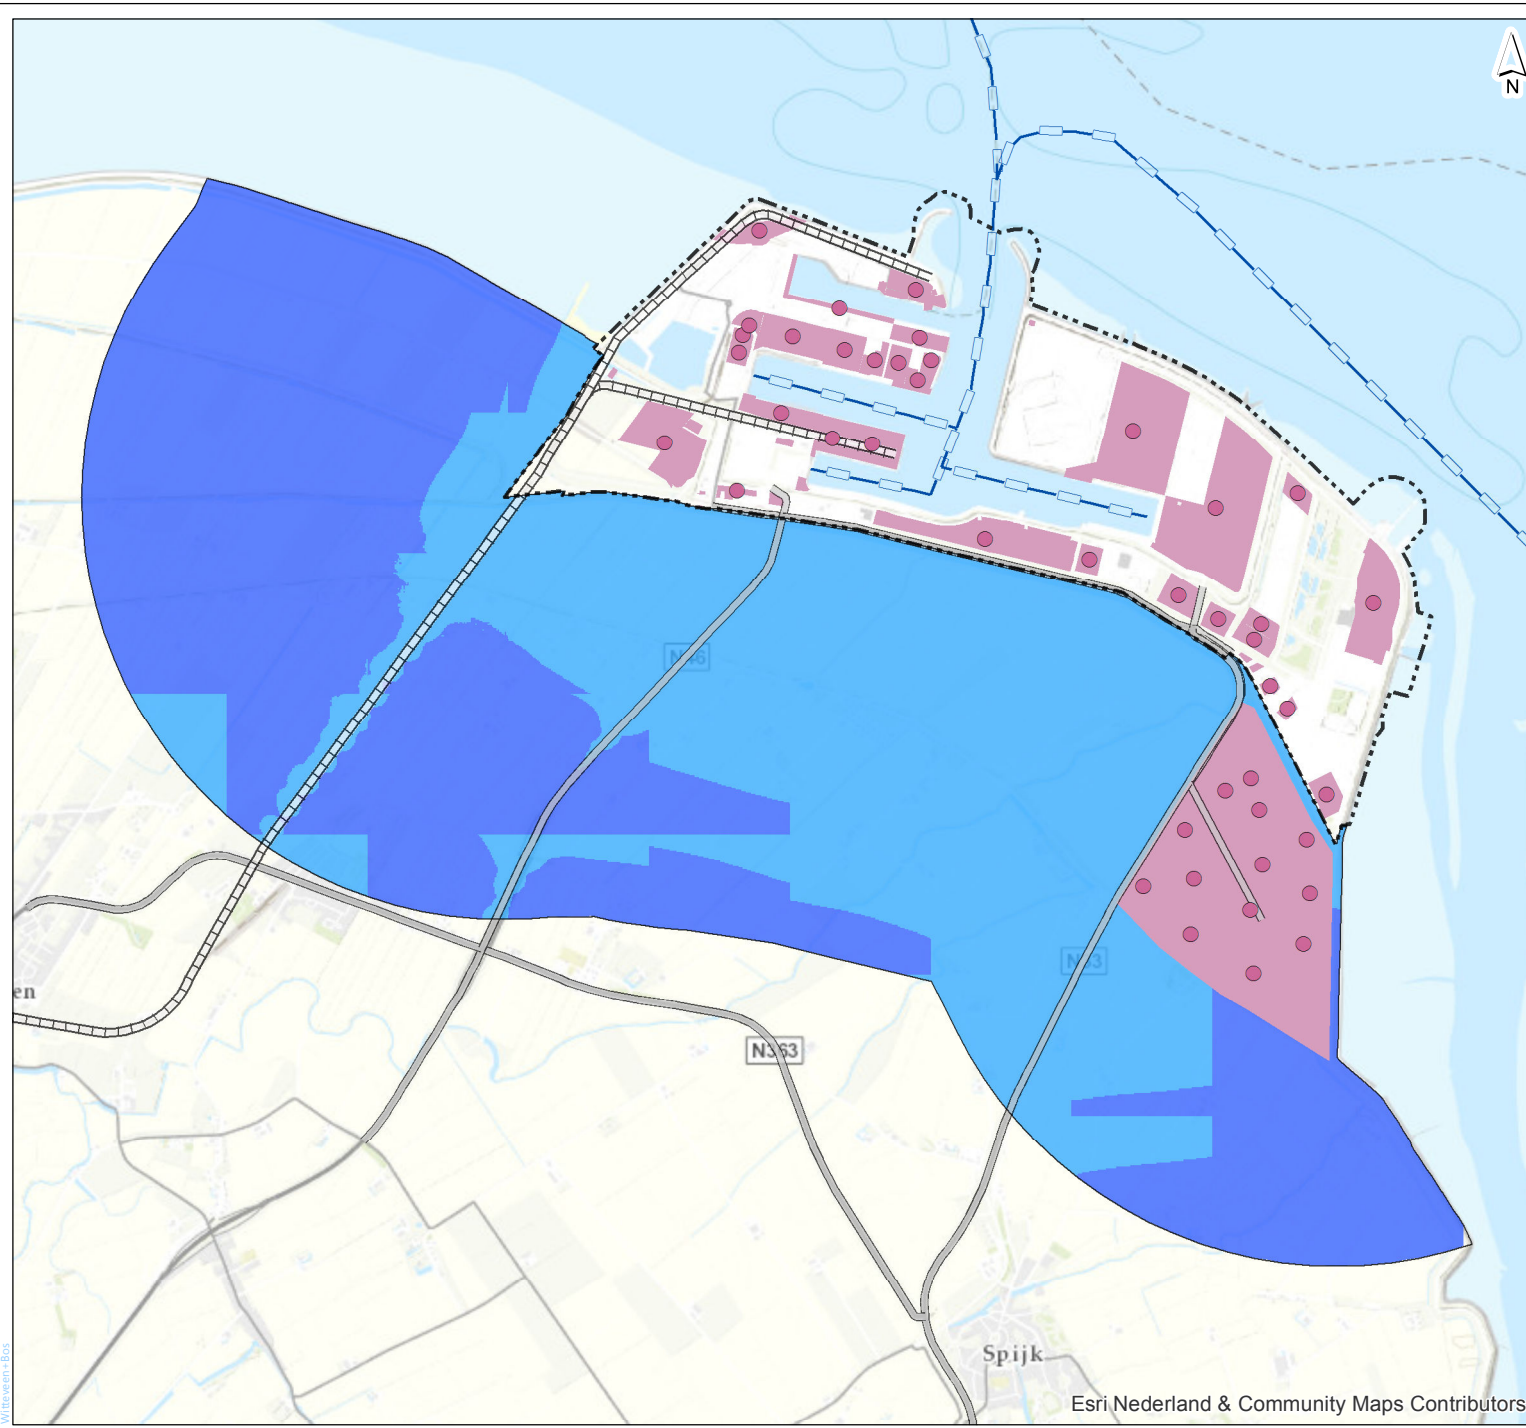 N
N46
N33
en
N363
Spijk
Esri Nederland & Community Maps Contributors
Witteveen+Bos